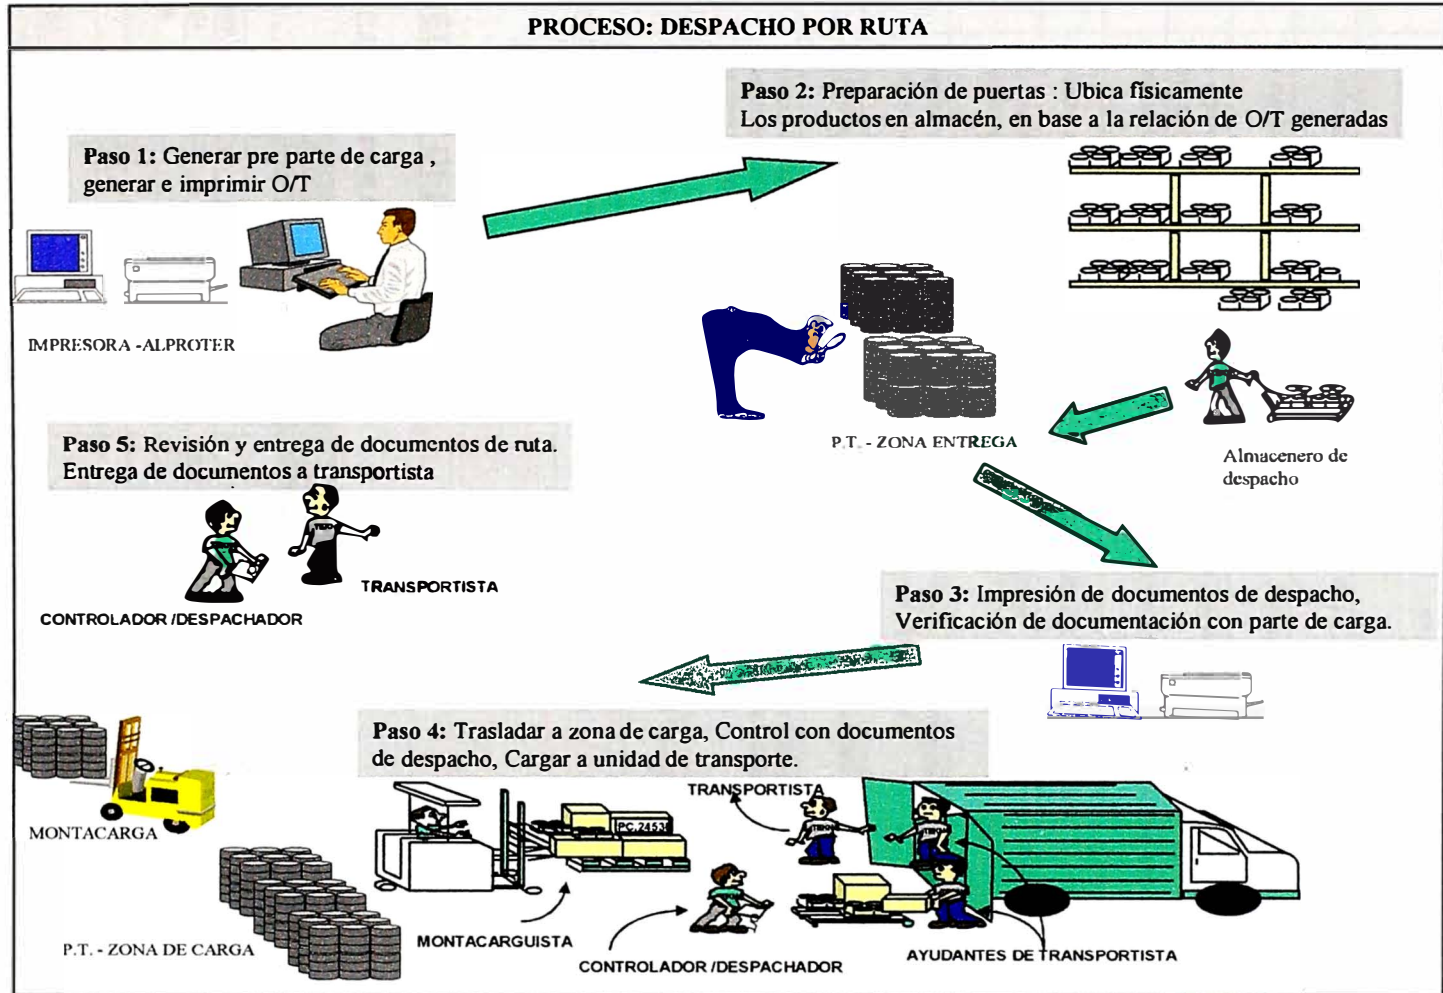 PROCESO: DESPACHO POR RUTA
Paso 1: Generar pre parte de carga ,
generar e imprimir O/T
IMPRESORA -ALPROTER
Paso 2: Preparación de puertas : Ubica físicamente
Los productos en almacén, en base a la relación de O/T generadas
P.T. - ZONA ENTREGA
Almacenero de
despacho
Paso 3: Impresión de documentos de despacho,
Verificación de documentación con parte de carga.
Paso 5: Revisión y entrega de documentos de ruta.
Entrega de documentos a transportista
TRANSPORTISTA
CONTROLADOR /DESPACHADOR
Paso 4: Trasladar a zona de carga, Control con documentos
de despacho, Cargar a unidad de transporte.
MONTACARGA
TRANSPORTISTA
PC.2453
P.T. - ZONA DE CARGA
MONTACARGUISTA
CONTROLADOR /DESPACHADOR
AYUDANTES DE TRANSPORTISTA